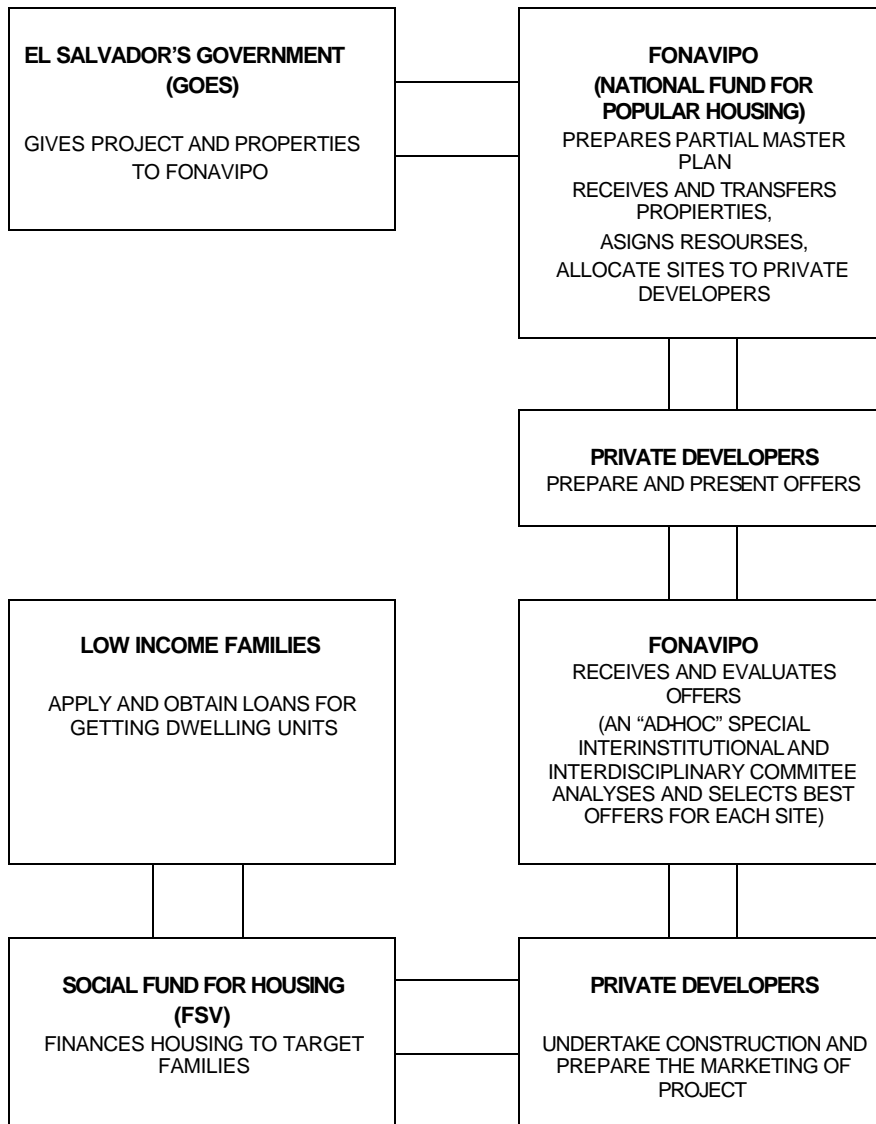 EL SALVADOR'S GOVERNMENT
(GOES)
GIVES PROJECT AND PROPERTIES
TO FONAVIPO
FONAVIPO
(NATIONAL FUND FOR
POPULAR HOUSING)
PREPARES PARTIAL MASTER
PLAN
RECEIVES AND TRANSFERS
PROPIERTIES,
ASIGNS RESOURSES,
ALLOCATE SITES TO PRIVATE
DEVELOPERS
PRIVATE DEVELOPERS
PREPARE AND PRESENT OFFERS
LOW INCOME FAMILIES
APPLY AND OBTAIN LOANS FOR
GETTING DWELLING UNITS
FONAVIPO
RECEIVES AND EVALUATES
OFFERS
(AN “AD-HOC” SPECIAL
INTERINSTITUTIONAL AND
INTERDISCIPLINARY COMMITEE
ANALYSES AND SELECTS BEST
OFFERS FOR EACH SITE)
SOCIAL FUND FOR HOUSING
(FSV)
FINANCES HOUSING TO TARGET
FAMILIES
PRIVATE DEVELOPERS
UNDERTAKE CONSTRUCTION AND
PREPARE THE MARKETING OF
PROJECT